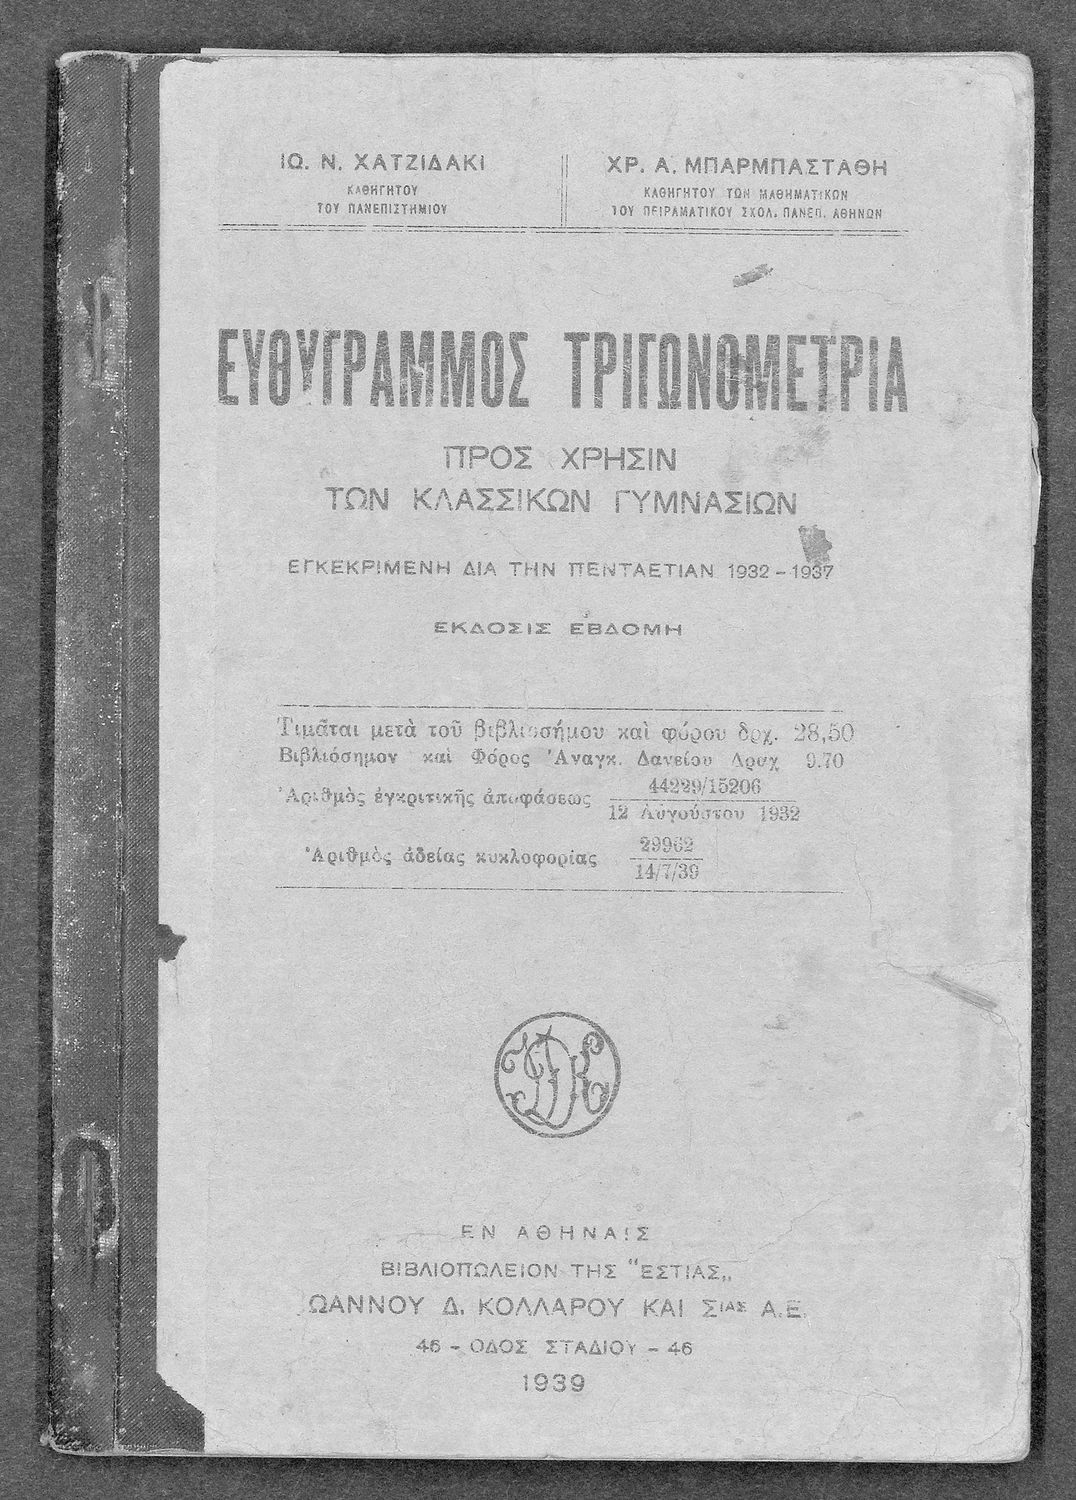 ΙΩ. Ν. ΧΑΤΖΙΔΑΚΙ
ΚΑΘΗΓΗΤΟΥ
ΤΟΥ ΠΑΝΕΠΙΣΤΗΜΙΟΥ
ΧΡ. Α. ΜΠΑΡΜΠΑΣΤΑΘΗ
ΚΑΘΗΓΗΤΟΥ ΤΩΝ ΜΑΘΗΜΑΤΙΚΩΝ
ΤΟΥ ΠΕΙΡΑΜΑΤΙΚΟΥ ΣΧΟΛ. ΠΑΝΕΠ. ΑΘΗΝΩΝ
ΕΥΘΥΓΡΑΜΜΟΣ ΤΡΙΓΩΝΟΜΕΤΡΙΑ
ΠΡΟΣ ΧΡΗΣΙΝ
ΤΩΝ ΚΛΑΣΣΙΚΩΝ ΓΥΜΝΑΣΙΩΝ
ΕΓΚΕΚΡΙΜΕΝΗ ΔΙΑ ΤΗΝ ΠΕΝΤΑΕΤΙΑΝ 1932 – 1937
ΕΚΔΟΣΙΣ ΕΒΔΟΜΗ
Τιμᾶται μετὰ τοῦ βιβλιοσήμου καὶ φόρου δρχ. 28,50
Βιβλιόσημον καὶ Φόρος Ἀναγκ. Δανείου Δραχ 9.70
Ἀριθμὸς ἐγκριτικῆς ἀποφάσεως 44229/15206
12 Αὐγούστου 1932
Ἀριθμὸς ἀδείας κυκλοφορίας 29962
14/7/39
ΙΔΚ
ΕΝ ΑΘΗΝΑΙΣ
ΒΙΒΛΙΟΠΩΛΕΙΟΝ ΤΗΣ "ΕΣΤΙΑΣ„
ΩΑΝΝΟΥ Δ. ΚΟΛΛΑΡΟΥ ΚΑΙ ΣΙΑΣ Α.Ε.
46 – ΟΔΟΣ ΣΤΑΔΙΟΥ – 46
1939